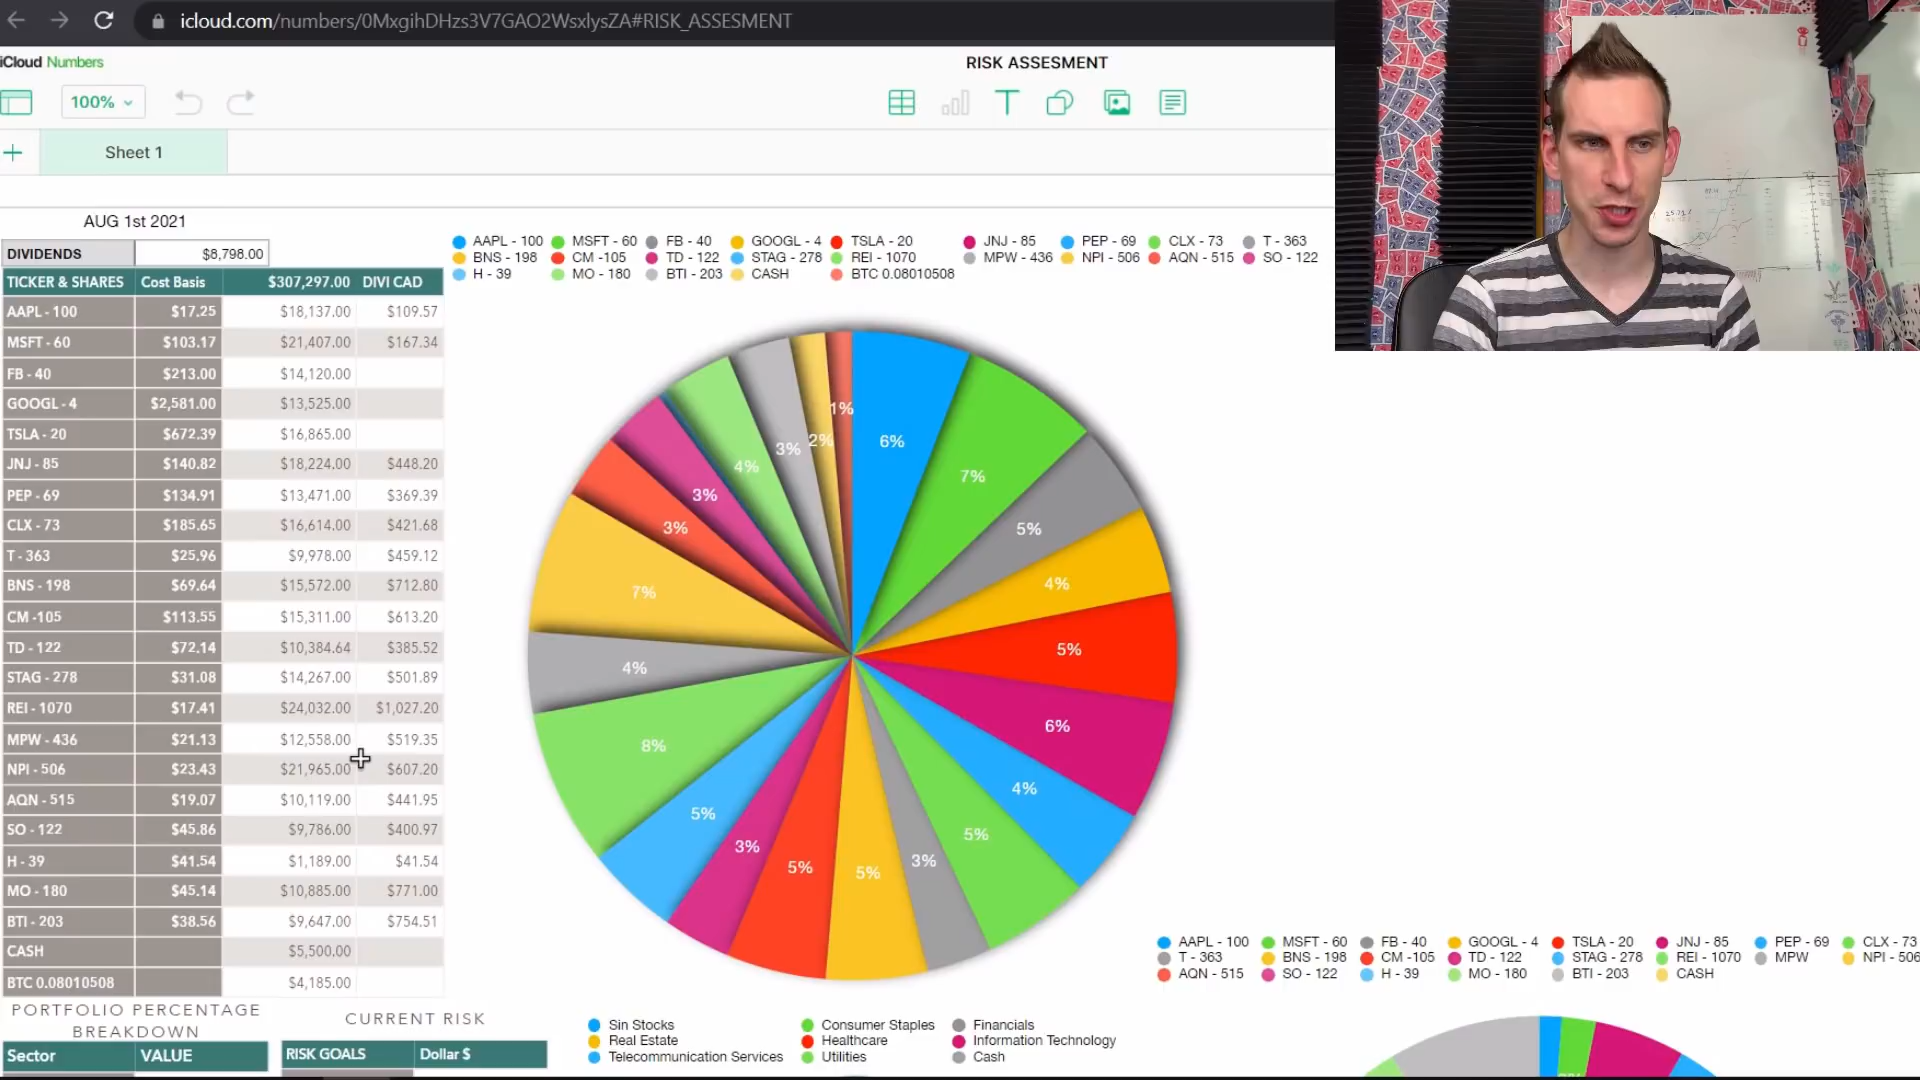 icloud.com/numbers/0MxgihDHzs3V7GAO2WsxlysZA#RISK_ASSESMENT
iCloud Numbers
RISK ASSESMENT
100%
Sheet 1
AUG 1st 2021
DIVIDENDS $8,798.00
TICKER & SHARES Cost Basis $307,297.00 DIVI CAD
AAPL - 100 $17.25 $18,137.00 $109.57
MSFT - 60 $103.17 $21,407.00 $167.34
FB - 40 $213.00 $14,120.00
GOOGL - 4 $2,581.00 $13,525.00
TSLA - 20 $672.39 $16,865.00
JNJ - 85 $140.82 $18,224.00 $448.20
PEP - 69 $134.91 $13,471.00 $369.39
CLX - 73 $185.65 $16,614.00 $421.68
T - 363 $25.96 $9,978.00 $459.12
BNS - 198 $69.64 $15,572.00 $712.80
CM -105 $113.55 $15,311.00 $613.20
TD - 122 $72.14 $10,384.64 $385.52
STAG - 278 $31.08 $14,267.00 $501.89
REI - 1070 $17.41 $24,032.00 $1,027.20
MPW - 436 $21.13 $12,558.00 $519.35
NPI - 506 $23.43 $21,965.00 $607.20
AQN - 515 $19.07 $10,119.00 $441.95
SO - 122 $45.86 $9,786.00 $400.97
H - 39 $41.54 $1,189.00 $41.54
MO - 180 $45.14 $10,885.00 $771.00
BTI - 203 $38.56 $9,647.00 $754.51
CASH $5,500.00
BTC 0.08010508 $4,185.00
PORTFOLIO PERCENTAGE
BREAKDOWN
Sector VALUE
CURRENT RISK
RISK GOALS Dollar $
AAPL - 100 MSFT - 60 FB - 40 GOOGL - 4 TSLA - 20 JNJ - 85 PEP - 69 CLX - 73 T - 363
BNS - 198 CM -105 TD - 122 STAG - 278 REI - 1070 MPW - 436 NPI - 506 AQN - 515 SO - 122
H - 39 MO - 180 BTI - 203 CASH BTC 0.08010508
6%
7%
5%
4%
5%
6%
4%
5%
3%
5%
5%
3%
5%
8%
4%
7%
3%
3%
4%
3%
2%
1%
Sin Stocks Consumer Staples Financials
Real Estate Healthcare Information Technology
Telecommunication Services Utilities Cash
AAPL - 100 MSFT - 60 FB - 40 GOOGL - 4 TSLA - 20 JNJ - 85 PEP - 69 CLX - 73
T - 363 BNS - 198 CM -105 TD - 122 STAG - 278 REI - 1070 MPW NPI - 506
AQN - 515 SO - 122 H - 39 MO - 180 BTI - 203 CASH